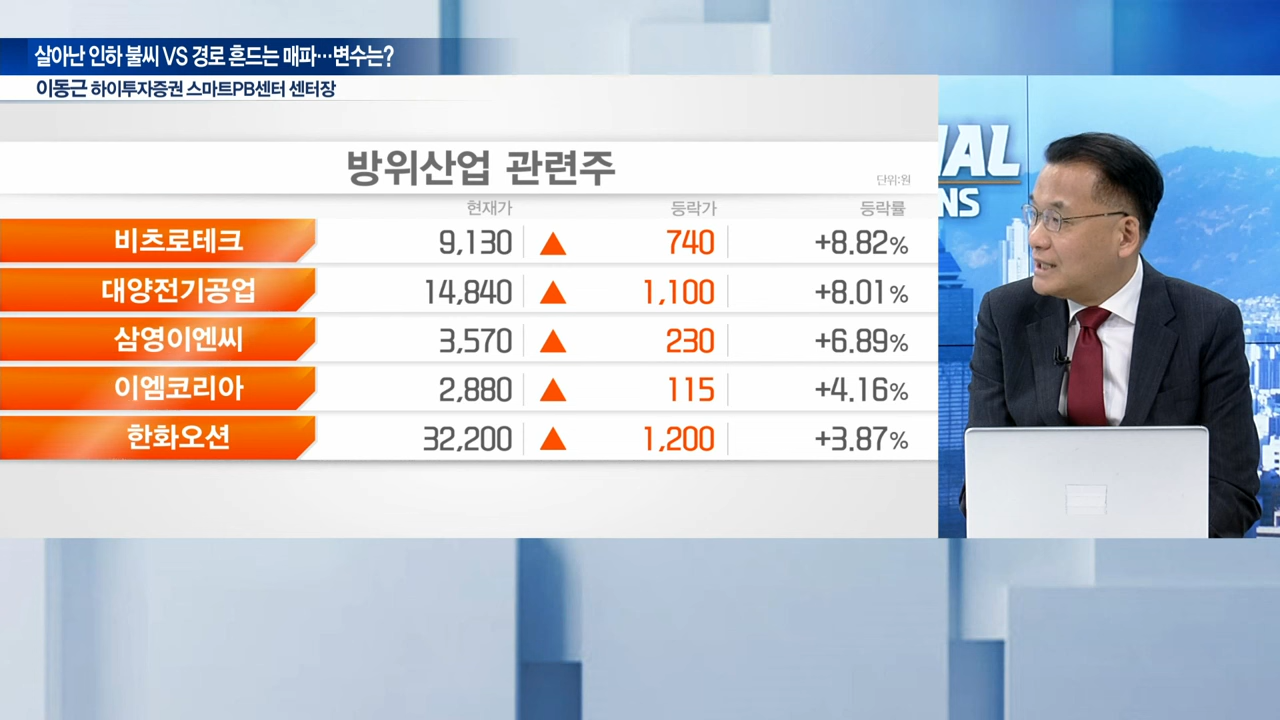 살아난 인하 불씨 VS 경로 흔드는 매파…변수는?
이동근 하이투자증권 스마트PB센터 센터장
방위산업 관련주
단위:원
현재가 등락가 등락률
비츠로테크 9,130 ▲ 740 +8.82%
대양전기공업 14,840 ▲ 1,100 +8.01%
삼영이엔씨 3,570 ▲ 230 +6.89%
이엠코리아 2,880 ▲ 115 +4.16%
한화오션 32,200 ▲ 1,200 +3.87%